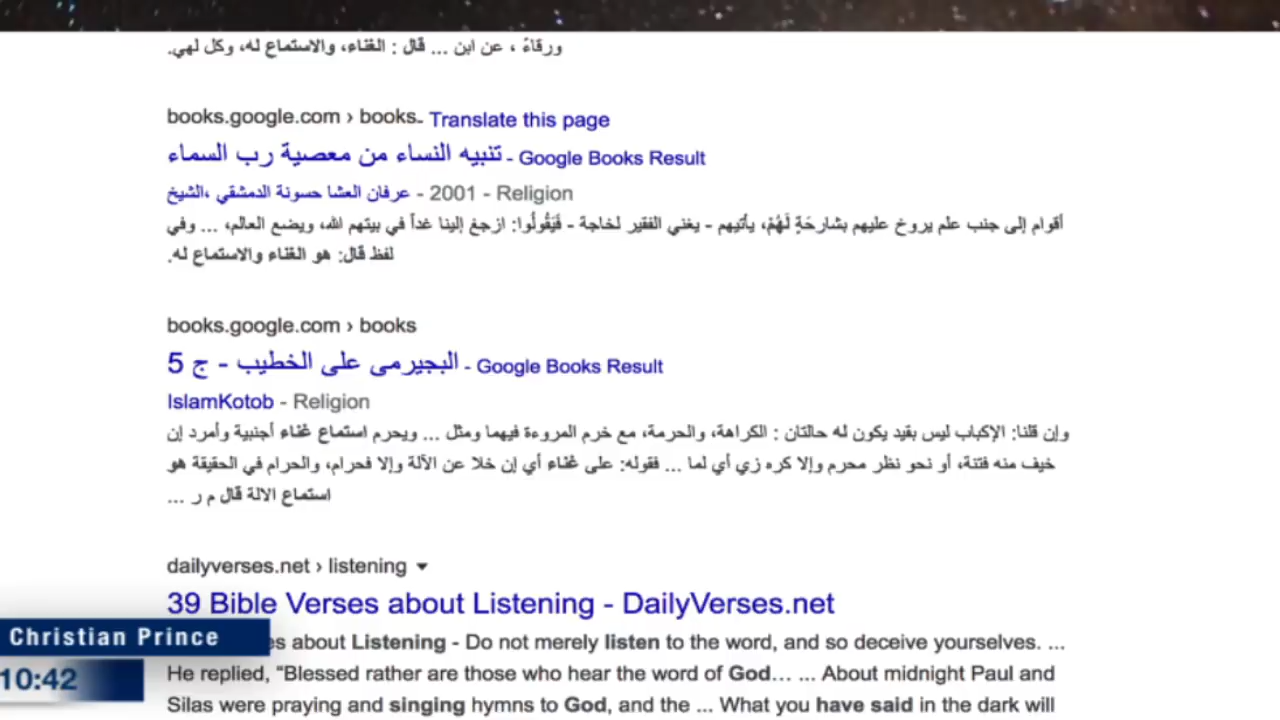 ورقاءُ ، عن ابن ... قال : الغناء، والاستماع له، وكل لهي.
books.google.com › books- Translate this page
تنبيه النساء من معصية رب السماء - Google Books Result
عرفان العشا حسونة الدمشقي ،الشيخ - 2001 - Religion
أقوام إلى جنب علم يروخ عليهم بشارحَةٍ لَهُمْ، يأتيهم - يغني الفقير لخاجة - فَيَقُولُوا: ازجغ إلينا غداً في بيتهم الله، ويضع العالم، ... وفي
لفظ قال: هو الغناء والاستماع له.
books.google.com › books
البجيرمى على الخطيب - ج 5 - Google Books Result
IslamKotob - Religion
وإن قلنا: الإكباب ليس بقيد يكون له حالتان : الكراهة، والحرمة، مع خرم المروءة فيهما ومثل ... ويحرم استماع غناء أجنبية وأمرد إن
خيف منه فتنة، أو نحو نظر محرم وإلا كره زي أي لما ... فقوله: على غناء أي إن خلا عن الآلة وإلا فحرام، والحرام في الحقيقة هو
استماع الالة قال م ر ...
dailyverses.net › listening
39 Bible Verses about Listening - DailyVerses.net
es about Listening - Do not merely listen to the word, and so deceive yourselves. ...
He replied, “Blessed rather are those who hear the word of God... ... About midnight Paul and
Silas were praying and singing hymns to God, and the ... What you have said in the dark will
Christian Prince
10:42